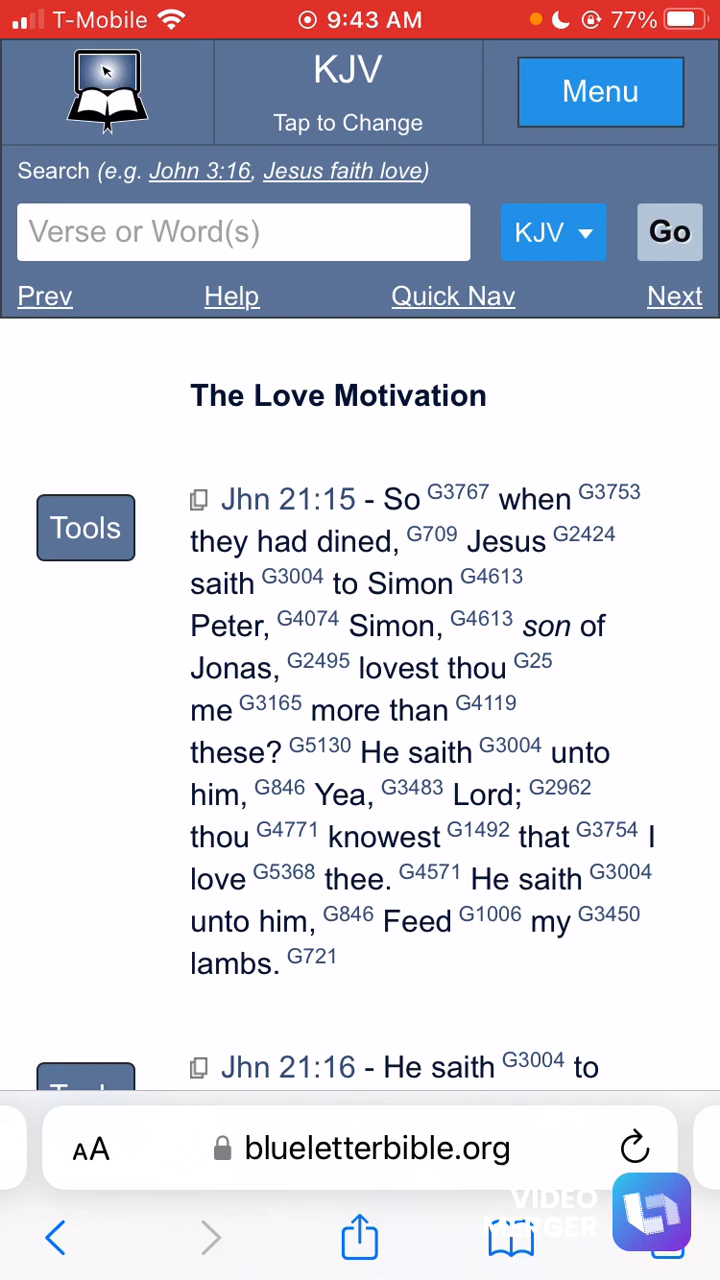 T-Mobile 9:43 AM 77%
KJV
Tap to Change
Menu
Search (e.g. John 3:16, Jesus faith love)
Verse or Word(s) KJV Go
Prev Help Quick Nav Next
The Love Motivation
Tools
Jhn 21:15 - So G3767 when G3753
they had dined, G709 Jesus G2424
saith G3004 to Simon G4613
Peter, G4074 Simon, G4613 son of
Jonas, G2495 lovest thou G25
me G3165 more than G4119
these? G5130 He saith G3004 unto
him, G846 Yea, G3483 Lord; G2962
thou G4771 knowest G1492 that G3754 I
love G5368 thee. G4571 He saith G3004
unto him, G846 Feed G1006 my G3450
lambs. G721
Jhn 21:16 - He saith G3004 to
AA blueletterbible.org
VIDEO
MERGER